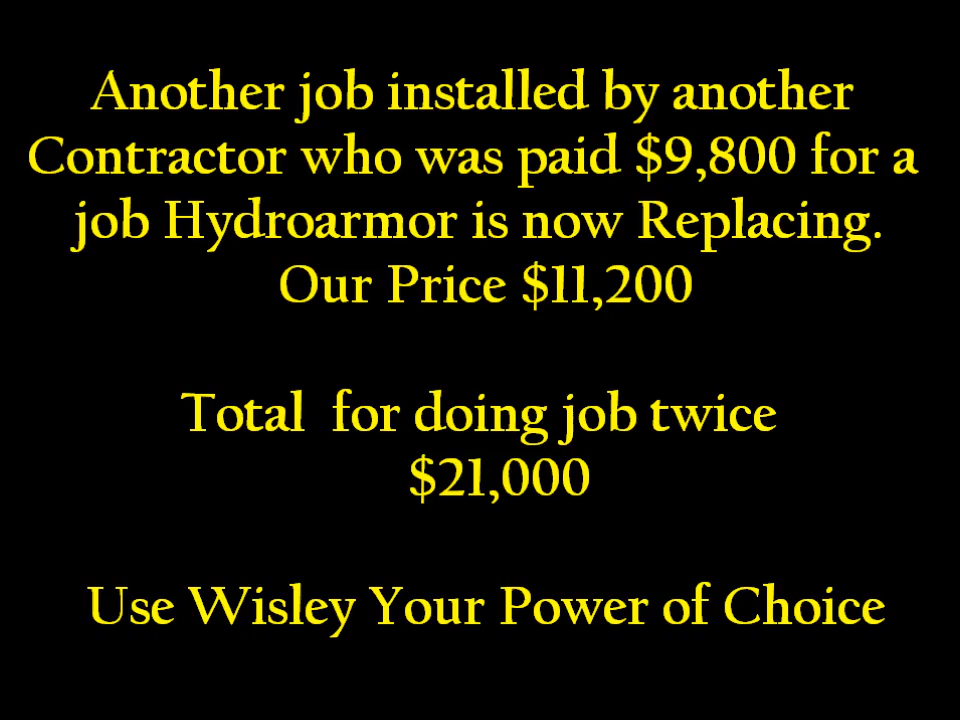 Another job installed by another
Contractor who was paid $9,800 for a
job Hydroarmor is now Replacing.
Our Price $11,200
Total for doing job twice
$21,000
Use Wisley Your Power of Choice